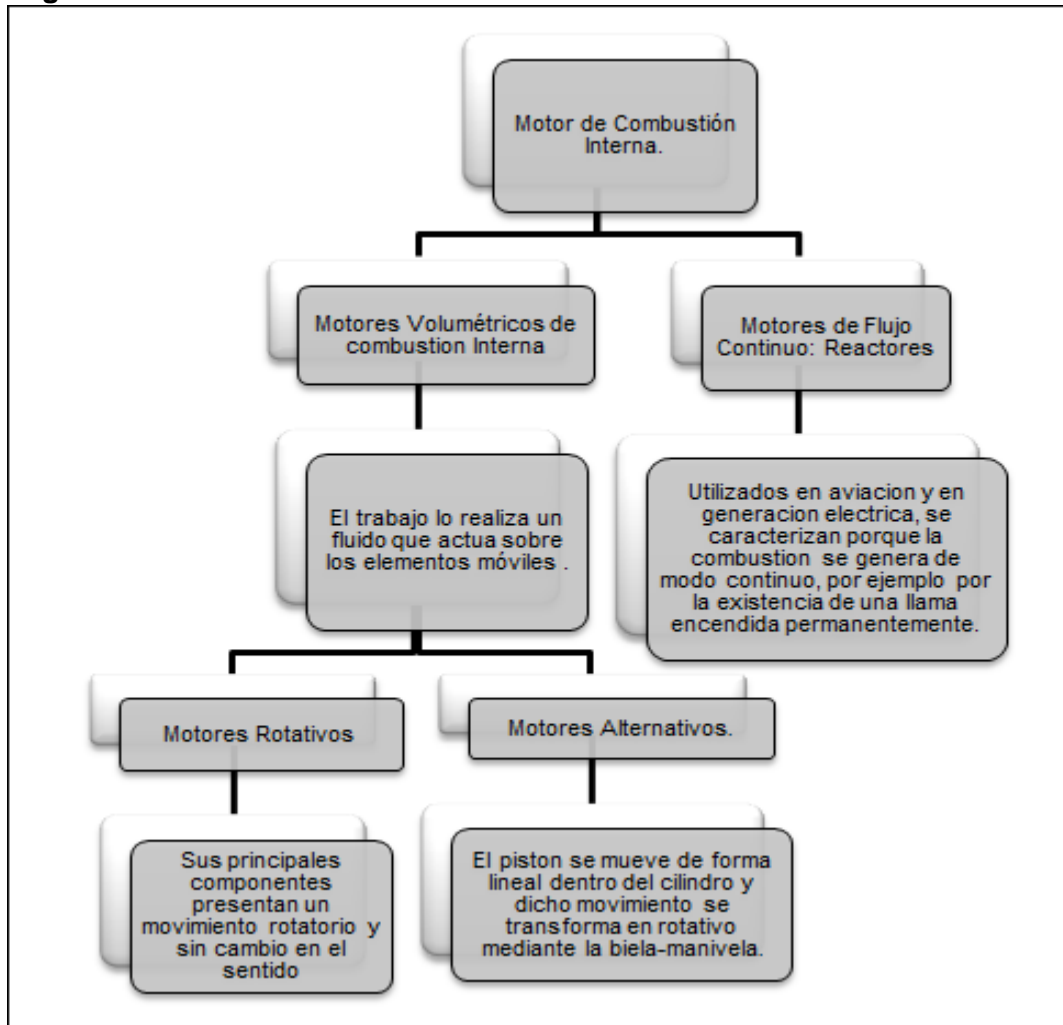 Motor de Combustión
Interna.
Motores Volumétricos de
combustion Interna
Motores de Flujo
Continuo: Reactores
El trabajo lo realiza un
fluido que actua sobre
los elementos móviles .
Utilizados en aviacion y en
generacion electrica, se
caracterizan porque la
combustion se genera de
modo continuo, por ejemplo por
la existencia de una llama
encendida permanentemente.
Motores Rotativos
Motores Alternativos.
Sus principales
componentes
presentan un
movimiento rotatorio y
sin cambio en el
sentido
El piston se mueve de forma
lineal dentro del cilindro y
dicho movimiento se
transforma en rotativo
mediante la biela-manivela.